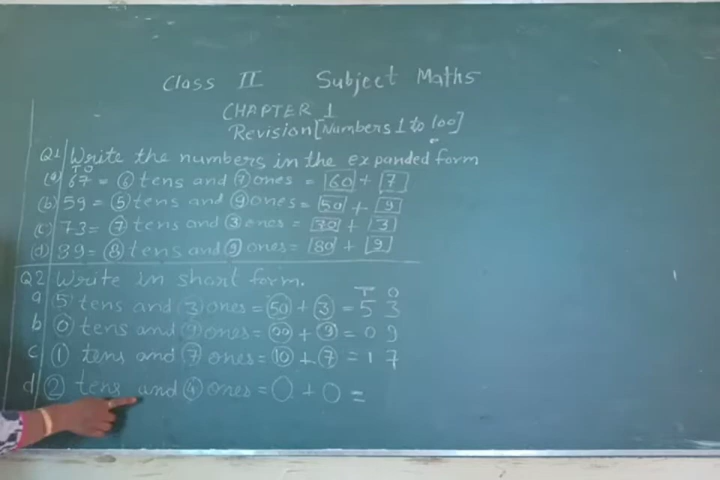 Class II Subject Maths
CHAPTER 1
Revision [Numbers 1 to 100]
Q1 Write the numbers in the expanded form
T O
(a) 67 = 6 tens and 7 ones = 60 + 7
(b) 59 = 5 tens and 9 ones = 50 + 9
(c) 73 = 7 tens and 3 ones = 70 + 3
(d) 89 = 8 tens and 9 ones = 80 + 9
Q2 Write in short form.
T O
a 5 tens and 3 ones = 50 + 3 = 5 3
b 0 tens and 9 ones = 00 + 9 = 0 9
c 1 tens and 7 ones = 10 + 7 = 1 7
d 2 tens and 4 ones = + =